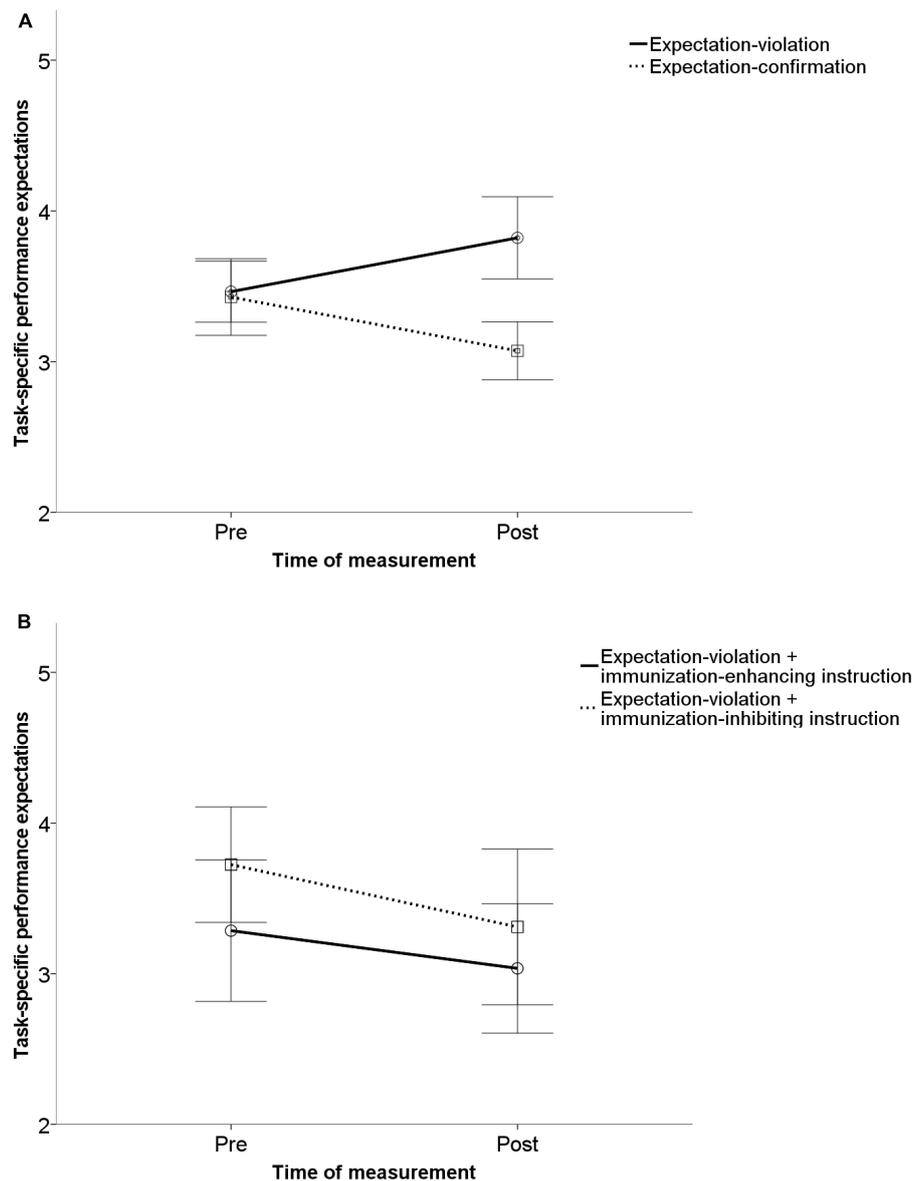 A
Expectation-violation
Expectation-confirmation
Task-specific performance expectations
5
4
3
2
Pre
Post
Time of measurement
B
Expectation-violation +
immunization-enhancing instruction
Expectation-violation +
immunization-inhibiting instruction
Task-specific performance expectations
5
4
3
2
Pre
Post
Time of measurement